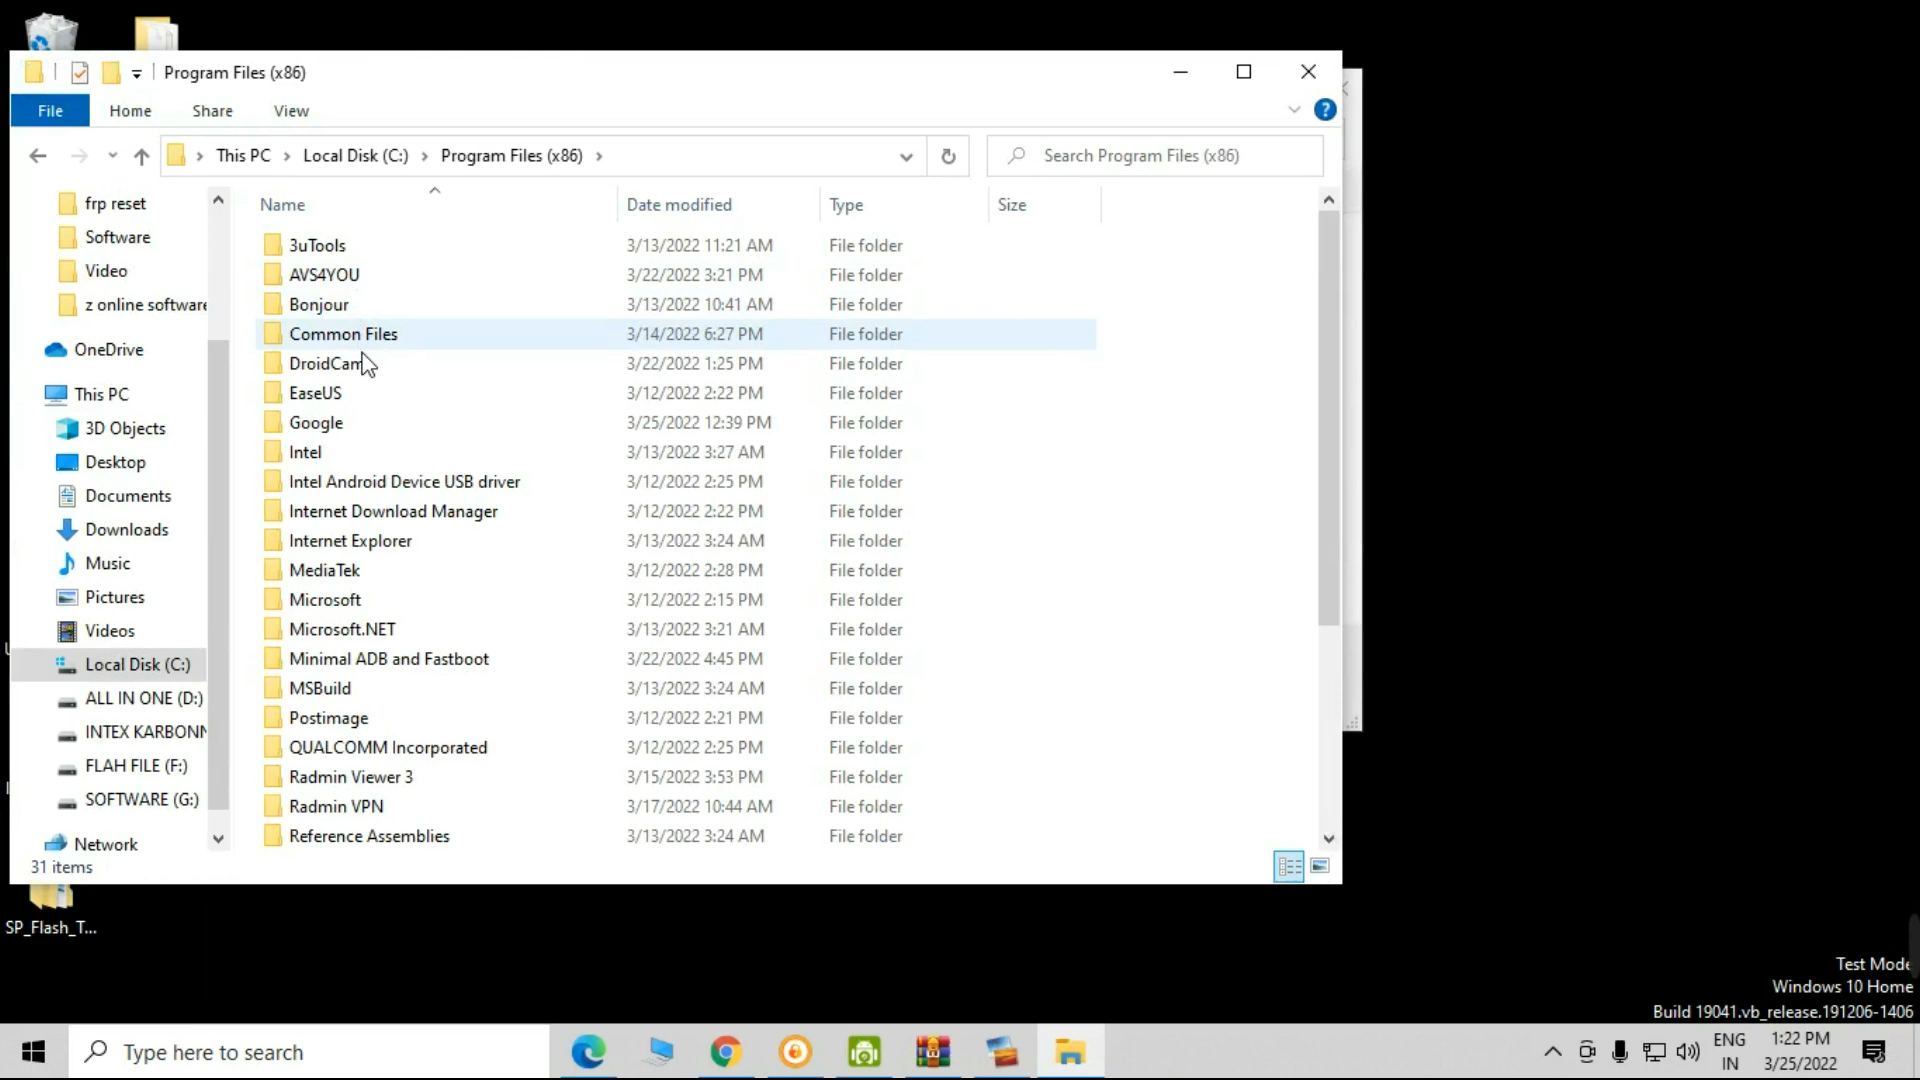 Program Files (x86)
File Home Share View
This PC Local Disk (C:) Program Files (x86)
Search Program Files (x86)
frp reset
Software
Video
z online software
OneDrive
This PC
3D Objects
Desktop
Documents
Downloads
Music
Pictures
Videos
Local Disk (C:)
ALL IN ONE (D:)
INTEX KARBONN
FLAH FILE (F:)
SOFTWARE (G:)
Network
Name Date modified Type Size
3uTools 3/13/2022 11:21 AM File folder
AVS4YOU 3/22/2022 3:21 PM File folder
Bonjour 3/13/2022 10:41 AM File folder
Common Files 3/14/2022 6:27 PM File folder
DroidCam 3/22/2022 1:25 PM File folder
EaseUS 3/12/2022 2:22 PM File folder
Google 3/25/2022 12:39 PM File folder
Intel 3/13/2022 3:27 AM File folder
Intel Android Device USB driver 3/12/2022 2:25 PM File folder
Internet Download Manager 3/12/2022 2:22 PM File folder
Internet Explorer 3/13/2022 3:24 AM File folder
MediaTek 3/12/2022 2:28 PM File folder
Microsoft 3/12/2022 2:15 PM File folder
Microsoft.NET 3/13/2022 3:21 AM File folder
Minimal ADB and Fastboot 3/22/2022 4:45 PM File folder
MSBuild 3/13/2022 3:24 AM File folder
Postimage 3/12/2022 2:21 PM File folder
QUALCOMM Incorporated 3/12/2022 2:25 PM File folder
Radmin Viewer 3 3/15/2022 3:53 PM File folder
Radmin VPN 3/17/2022 10:44 AM File folder
Reference Assemblies 3/13/2022 3:24 AM File folder
31 items
SP_Flash_T...
Test Mode
Windows 10 Home
Build 19041.vb_release.191206-1406
Type here to search
ENG
IN
1:22 PM
3/25/2022